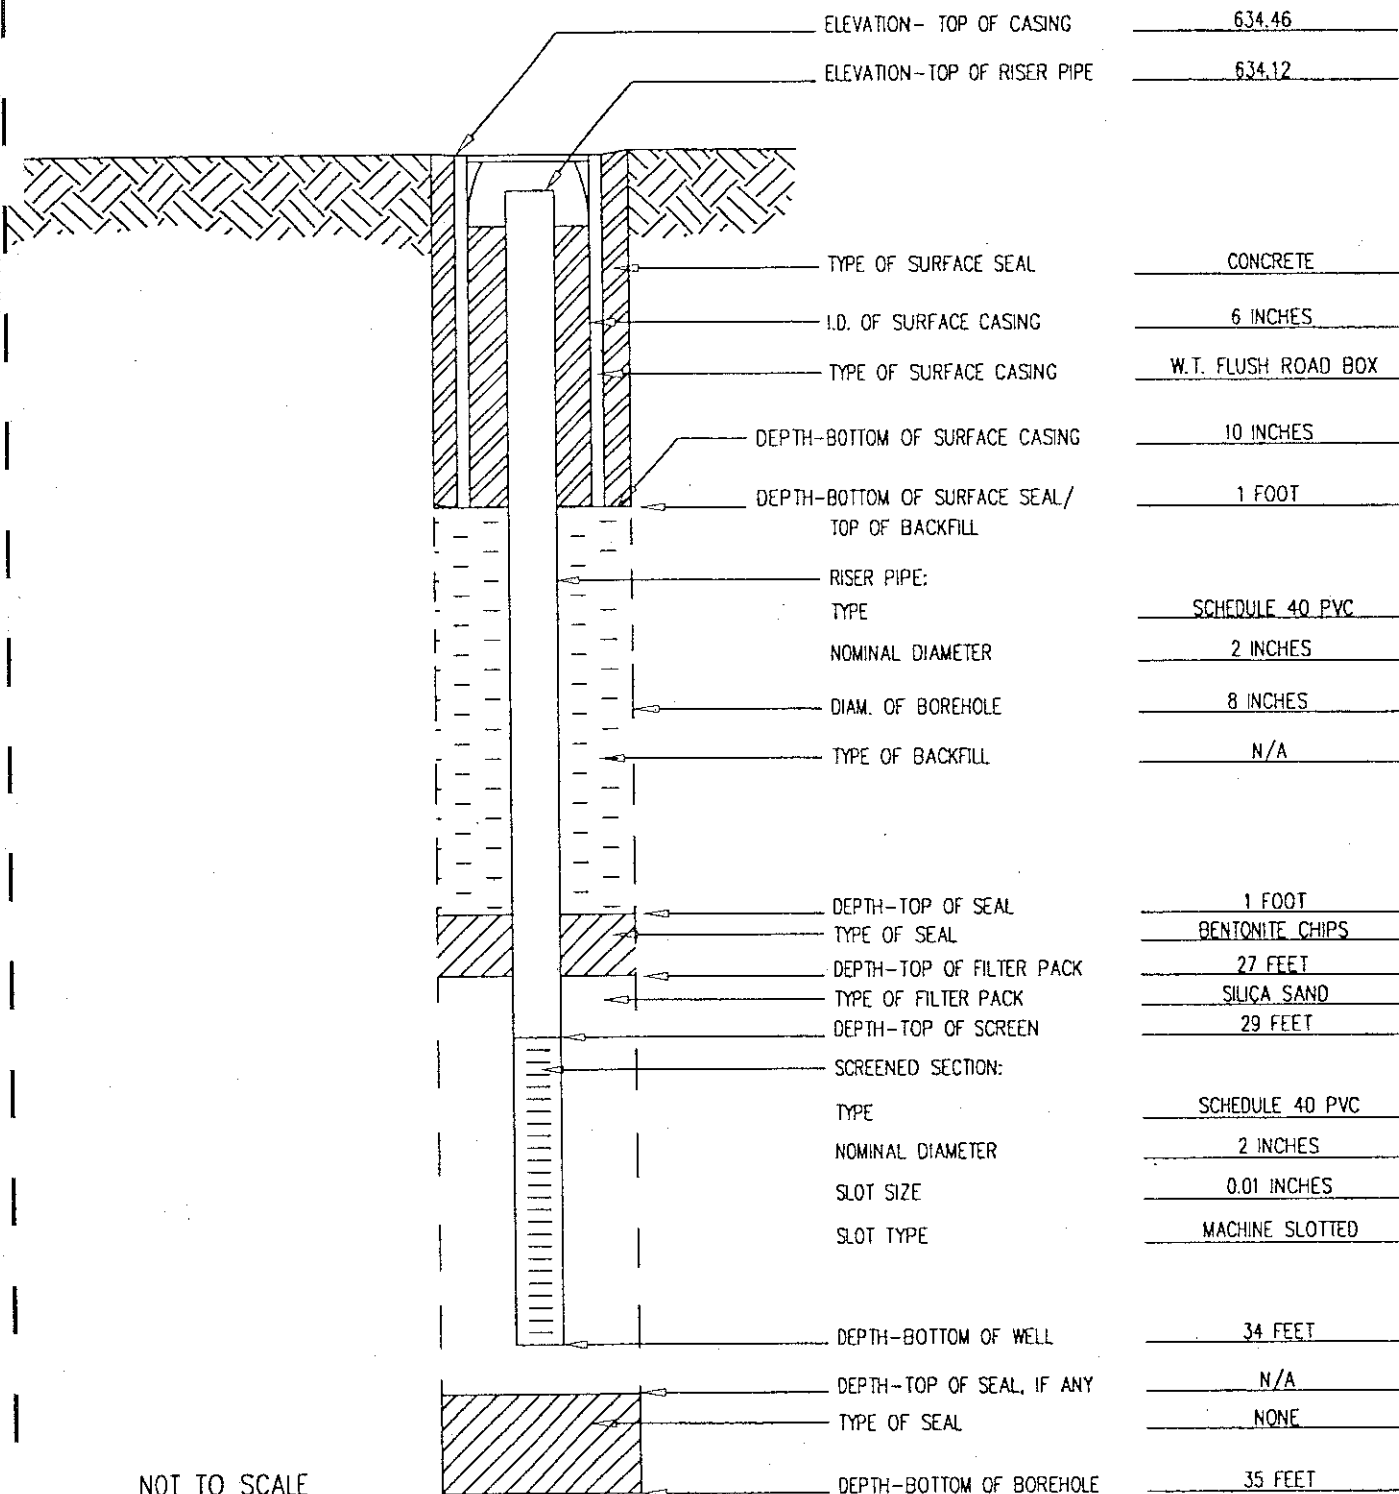 ELEVATION- TOP OF CASING 634.46
ELEVATION-TOP OF RISER PIPE 634.12
TYPE OF SURFACE SEAL CONCRETE
I.D. OF SURFACE CASING 6 INCHES
TYPE OF SURFACE CASING W.T. FLUSH ROAD BOX
DEPTH-BOTTOM OF SURFACE CASING 10 INCHES
DEPTH-BOTTOM OF SURFACE SEAL/ 1 FOOT
TOP OF BACKFILL
RISER PIPE:
TYPE SCHEDULE 40 PVC
NOMINAL DIAMETER 2 INCHES
DIAM. OF BOREHOLE 8 INCHES
TYPE OF BACKFILL N/A
DEPTH-TOP OF SEAL 1 FOOT
TYPE OF SEAL BENTONITE CHIPS
DEPTH-TOP OF FILTER PACK 27 FEET
TYPE OF FILTER PACK SILICA SAND
DEPTH-TOP OF SCREEN 29 FEET
SCREENED SECTION:
TYPE SCHEDULE 40 PVC
NOMINAL DIAMETER 2 INCHES
SLOT SIZE 0.01 INCHES
SLOT TYPE MACHINE SLOTTED
DEPTH-BOTTOM OF WELL 34 FEET
DEPTH-TOP OF SEAL, IF ANY N/A
TYPE OF SEAL NONE
NOT TO SCALE
DEPTH-BOTTOM OF BOREHOLE 35 FEET